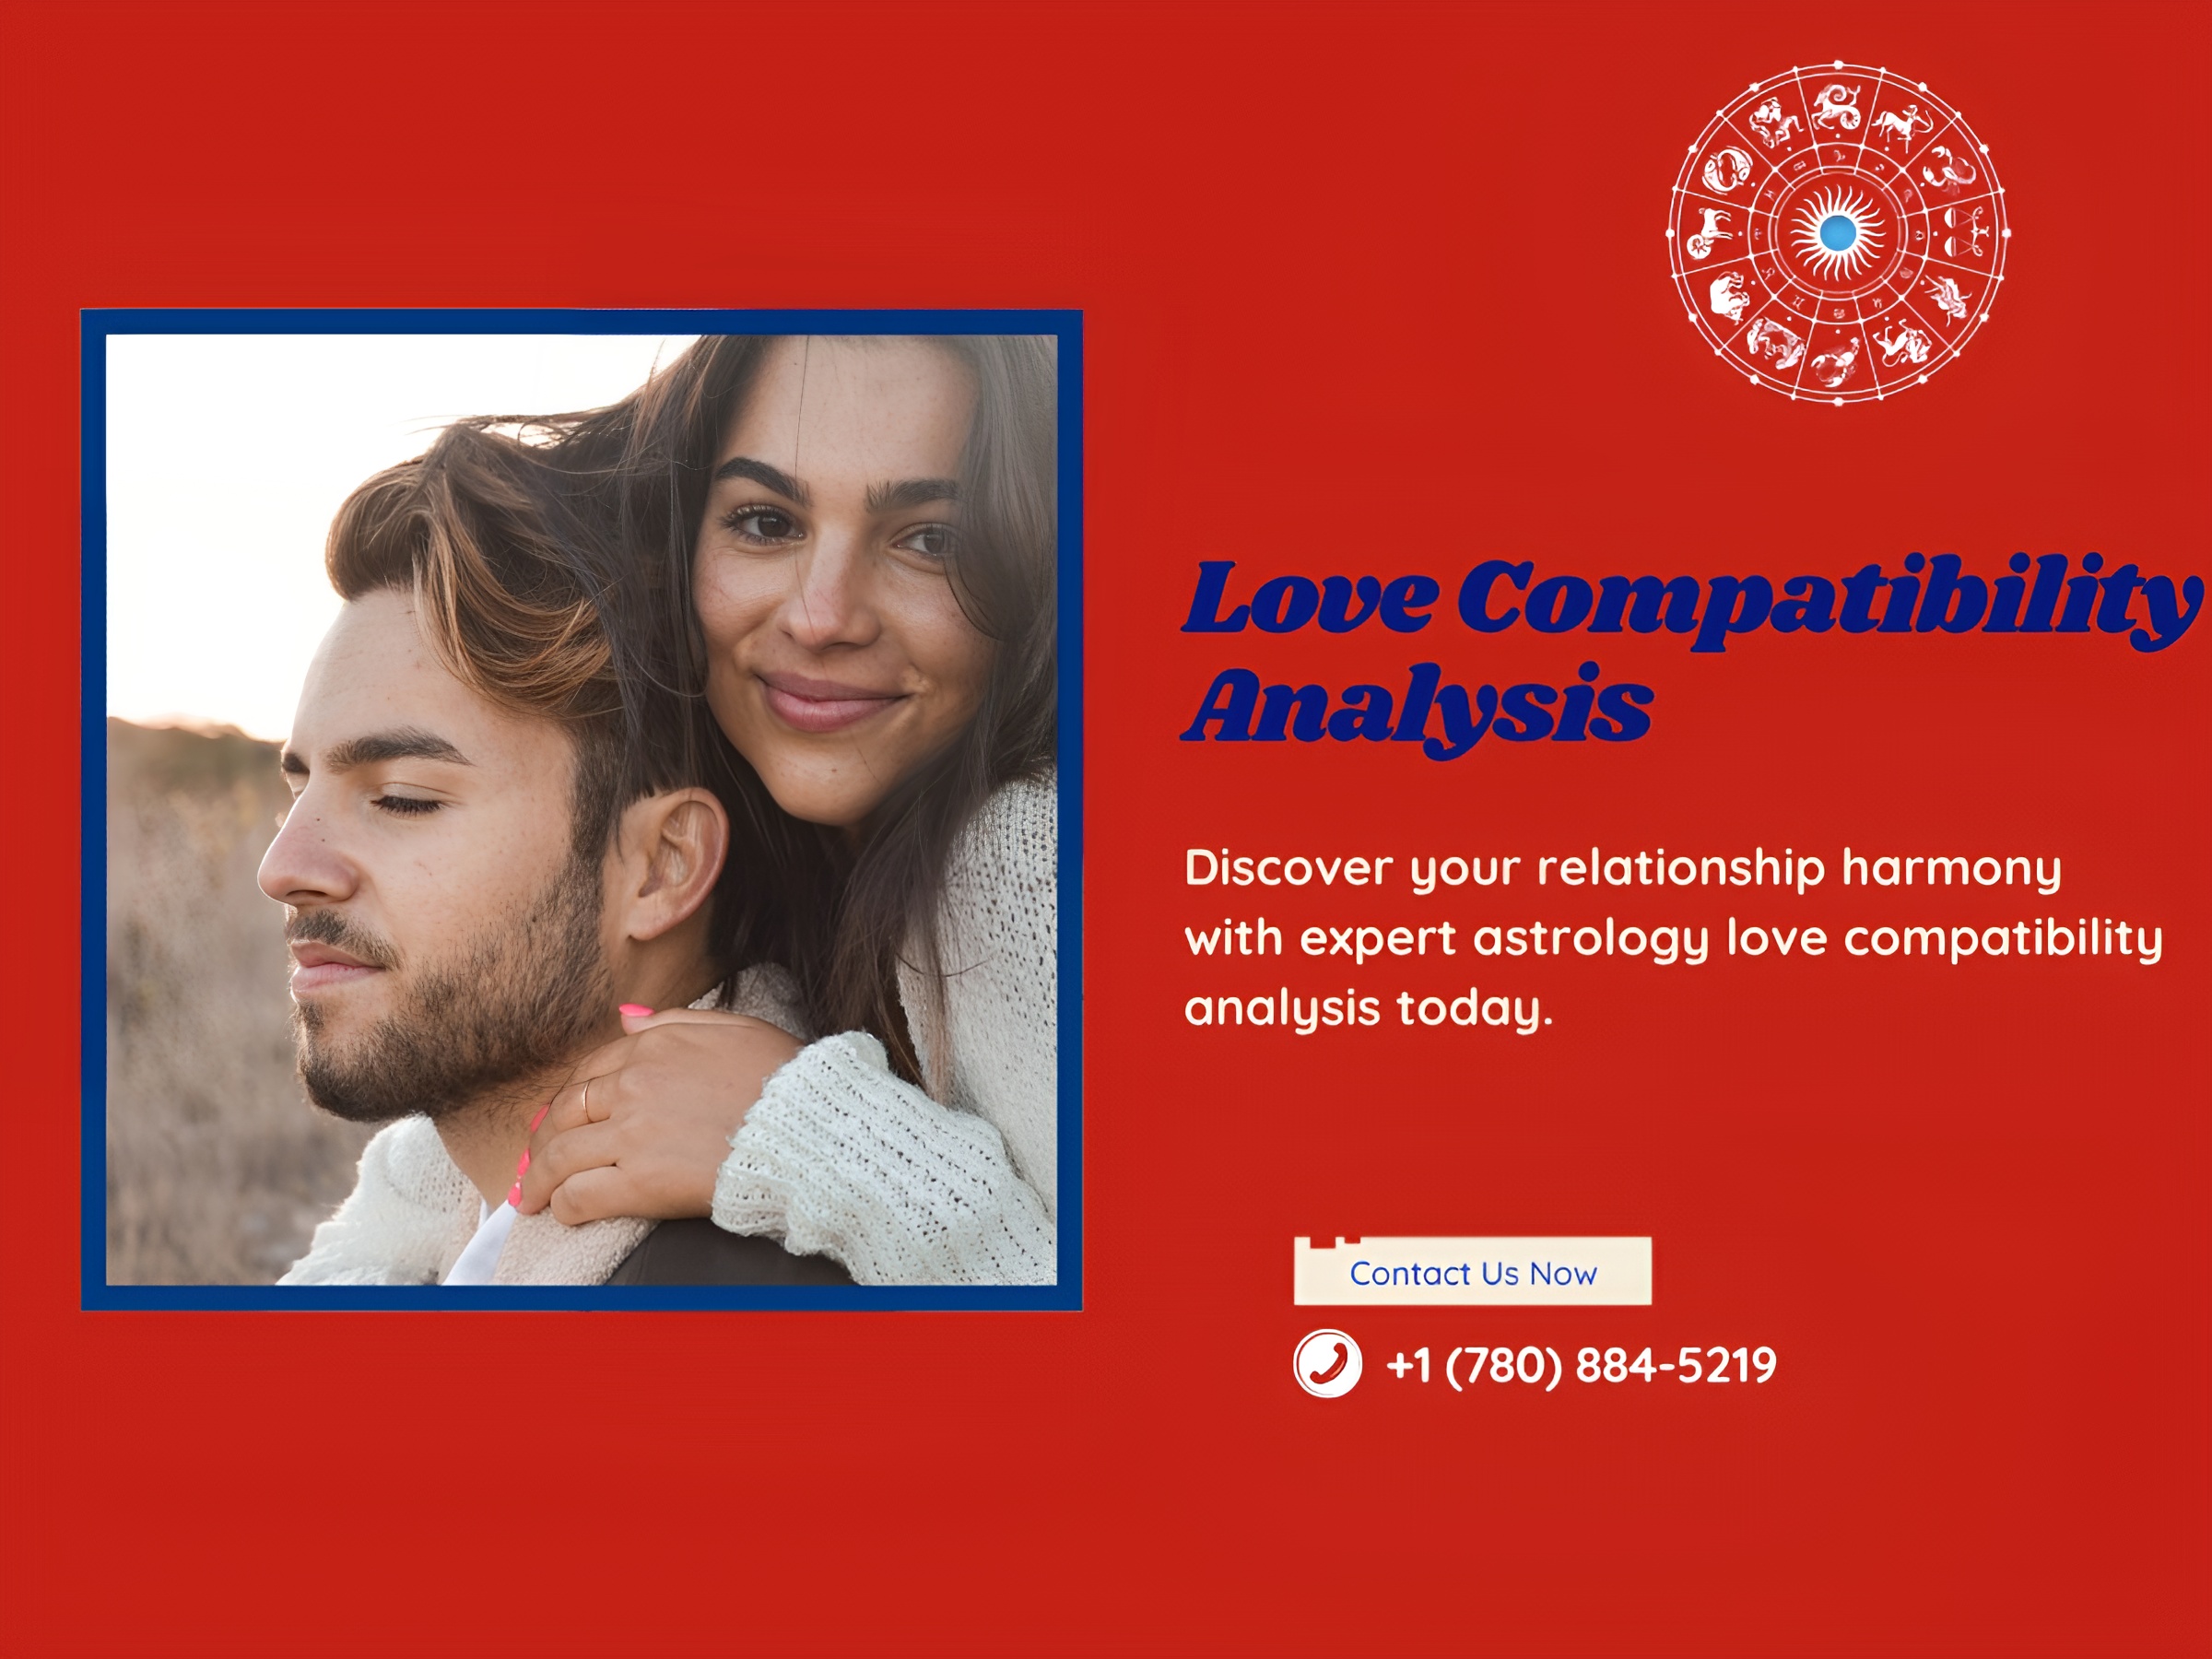 Love Compatibility
Analysis
Discover your relationship harmony
with expert astrology love compatibility
analysis today.
Contact Us Now
+1 (780) 884-5219